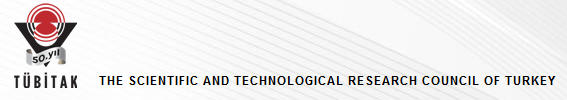 50.yıl
TÜBİTAK
THE SCIENTIFIC AND TECHNOLOGICAL RESEARCH COUNCIL OF TURKEY